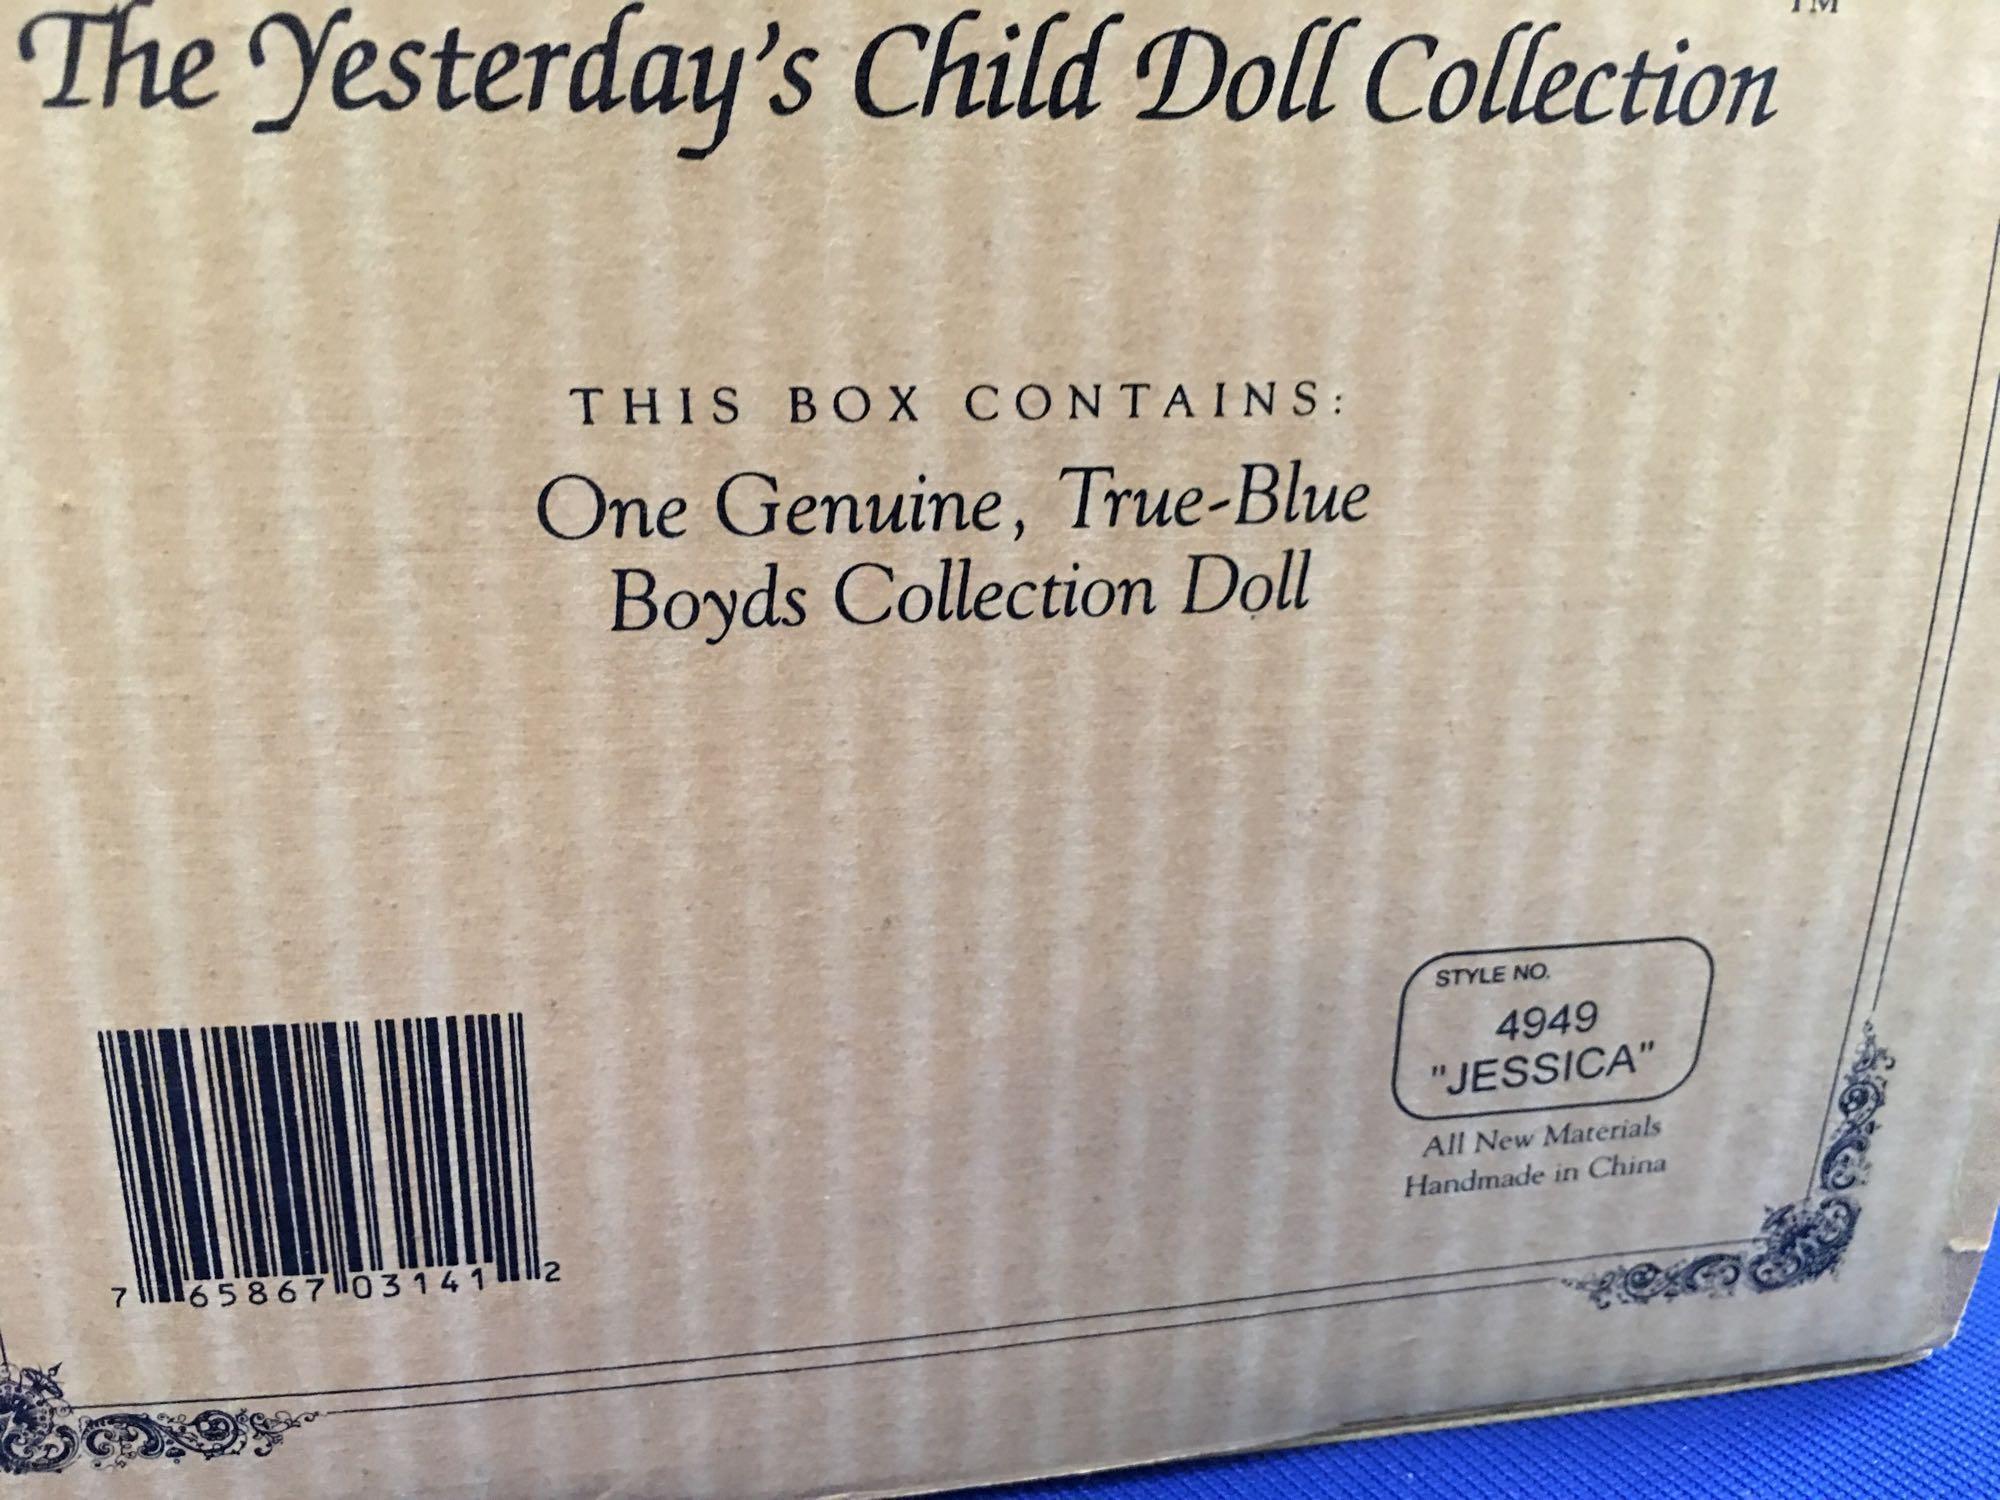 TM
The Yesterday's Child Doll Collection
THIS BOX CONTAINS:
One Genuine, True-Blue
Boyds Collection Doll
STYLE NO.
4949
"JESSICA"
All New Materials
Handmade in China
7 65867 03141 2